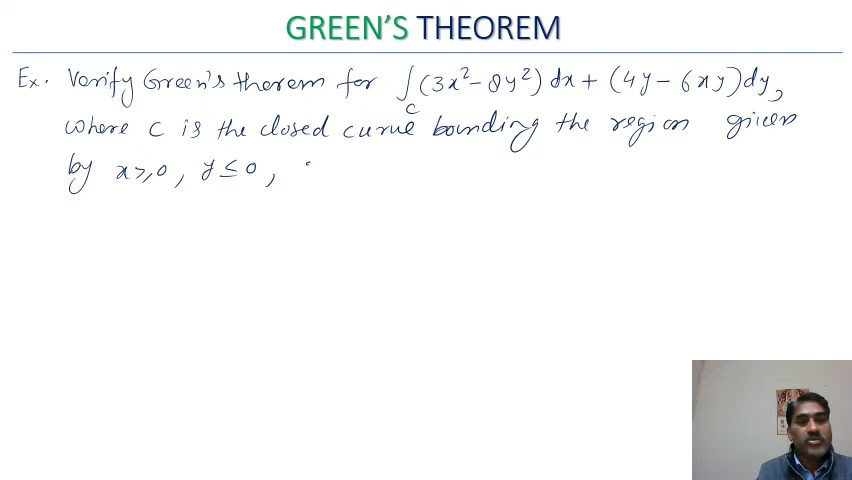 GREEN'S THEOREM
Ex. Verify Green's theorem for ∫_C (3x² - 8y²) dx + (4y - 6xy) dy,
where C is the closed curve bounding the region given
by x ≥ 0, y ≤ 0,